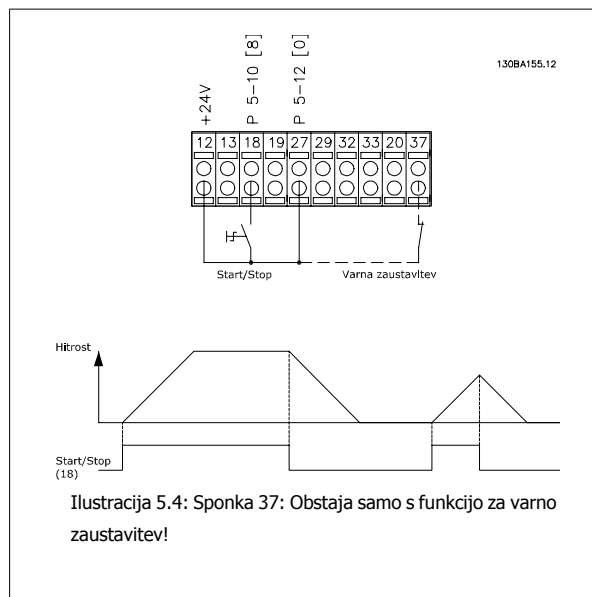 130BA155.12
+24V
P 5-10 [8]
P 5-12 [0]
12 13 18 19 27 29 32 33 20 37
Start/Stop
Varna zaustavitev
Hitrost
Start/Stop
(18)
Ilustracija 5.4: Sponka 37: Obstaja samo s funkcijo za varno
zaustavitev!